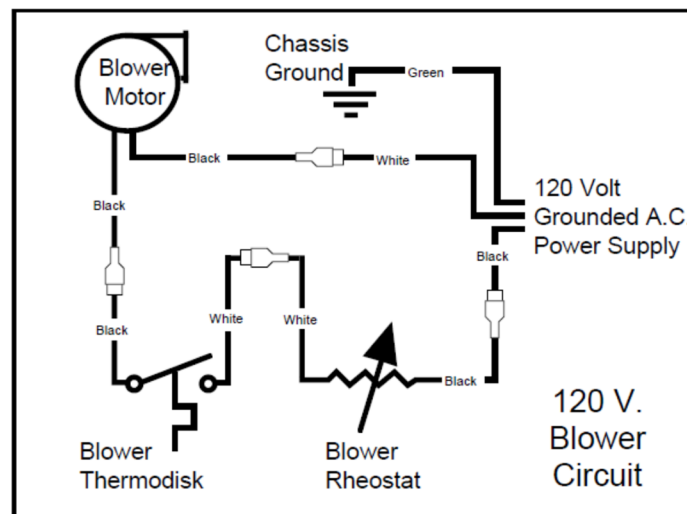 Blower
Motor
Chassis
Ground
Green
Black
White
Black
120 Volt
Grounded A.C.
Power Supply
Black
Black
White
White
Black
Blower
Thermodisk
Blower
Rheostat
120 V.
Blower
Circuit